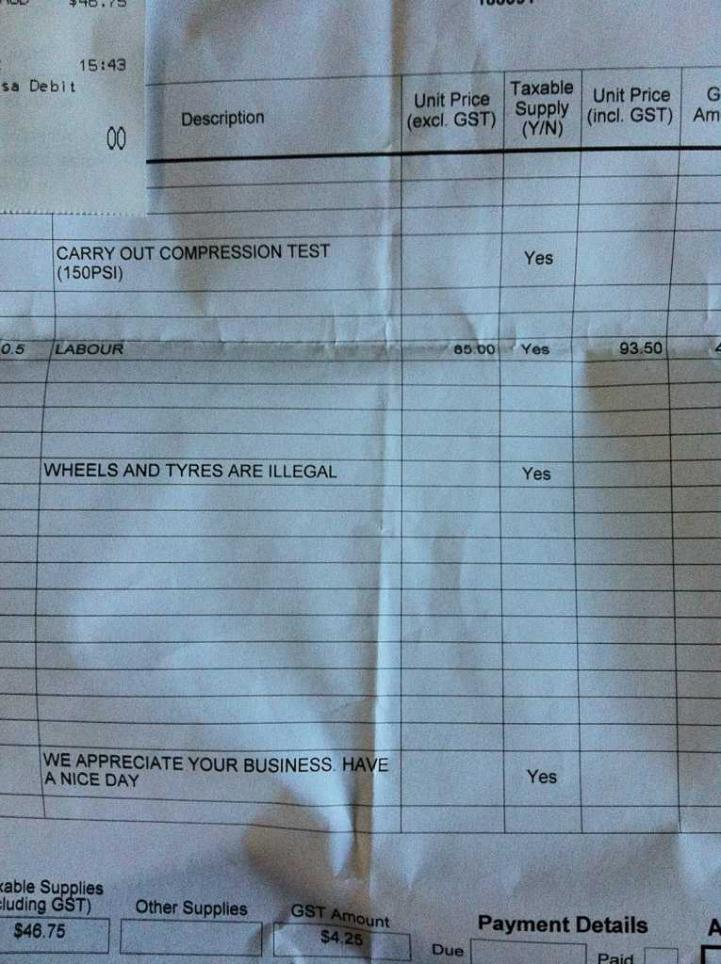 $46.75
15:43
sa Debit
00
Description
Unit Price
(excl. GST)
Taxable
Supply
(Y/N)
Unit Price
(incl. GST)
G
Am
CARRY OUT COMPRESSION TEST
(150PSI)
Yes
0.5 LABOUR 85.00 Yes 93.50 4
WHEELS AND TYRES ARE ILLEGAL Yes
WE APPRECIATE YOUR BUSINESS. HAVE
A NICE DAY
Yes
xable Supplies
cluding GST)
$46.75
Other Supplies
GST Amount
$4.25
Payment Details
Due
Paid
A